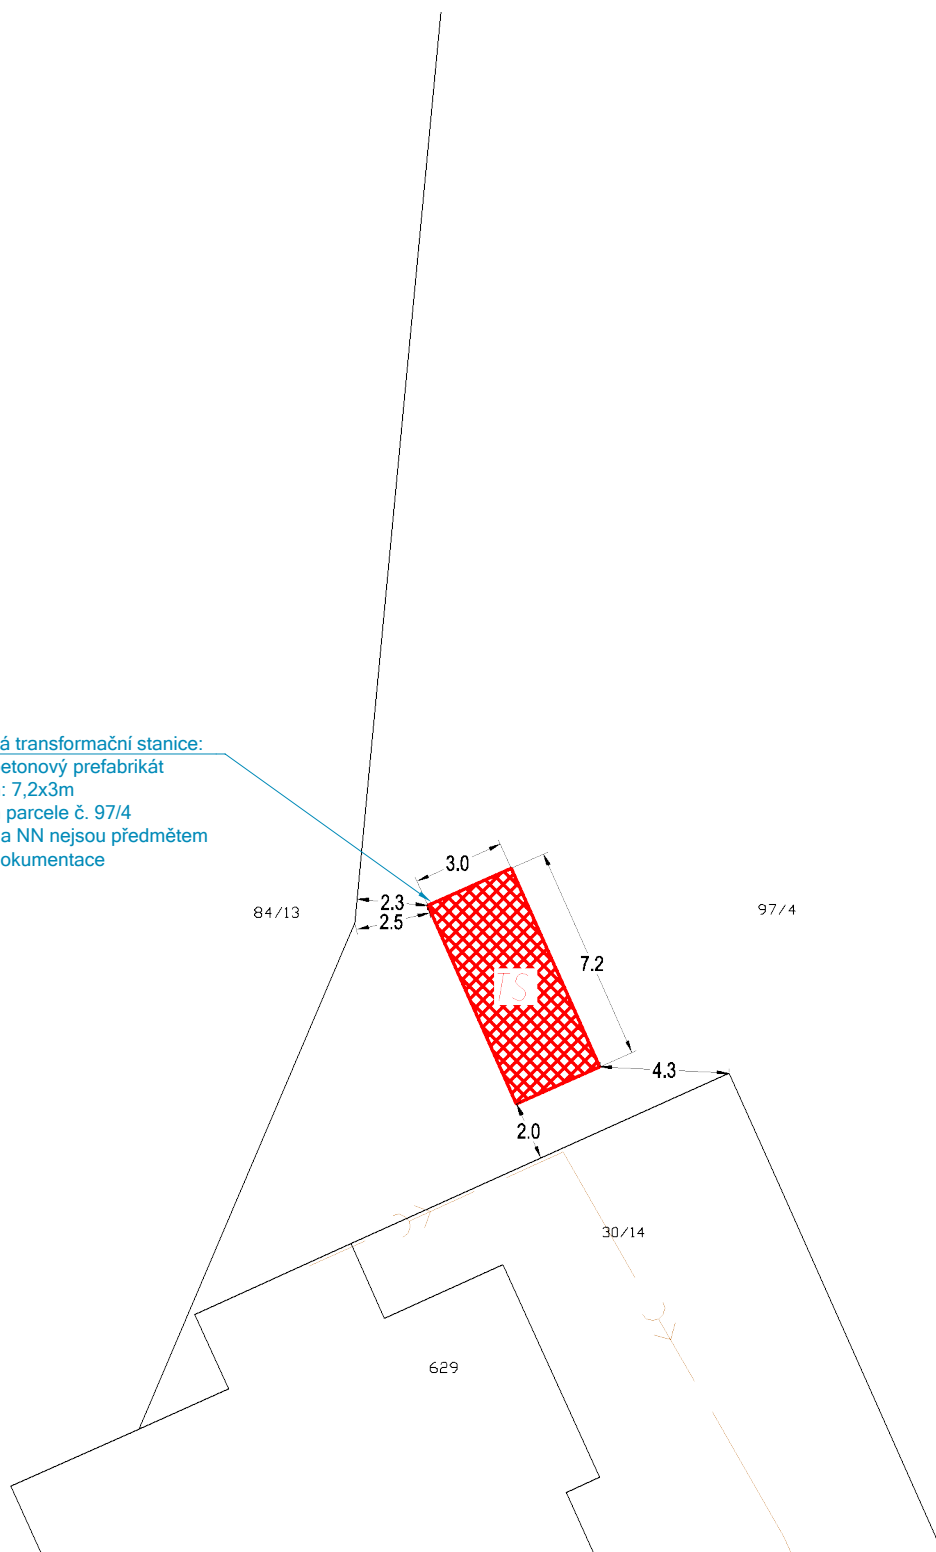 á transformační stanice:
etonový prefabrikát
: 7,2x3m
parcele č. 97/4
a NN nejsou předmětem
okumentace
3.0
2.3
2.5
84/13
97/4
7.2
TS
4.3
2.0
30/14
629